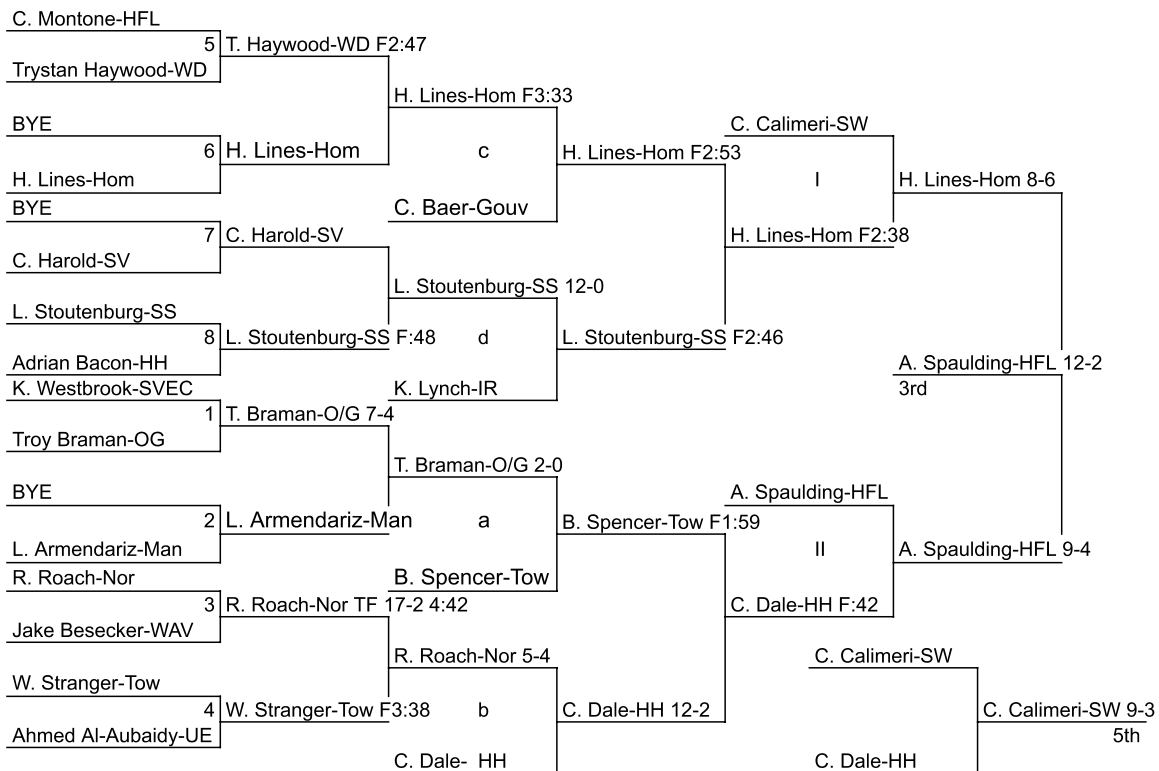 C. Montone-HFL
5 T. Haywood-WD F2:47
Trystan Haywood-WD
H. Lines-Hom F3:33
BYE
C. Calimeri-SW
6 H. Lines-Hom
c
H. Lines-Hom F2:53
H. Lines-Hom
I
H. Lines-Hom 8-6
BYE
C. Baer-Gouv
7 C. Harold-SV
H. Lines-Hom F2:38
C. Harold-SV
L. Stoutenburg-SS 12-0
L. Stoutenburg-SS
8 L. Stoutenburg-SS F:48
d
L. Stoutenburg-SS F2:46
Adrian Bacon-HH
A. Spaulding-HFL 12-2
K. Westbrook-SVEC
K. Lynch-IR
3rd
1 T. Braman-O/G 7-4
Troy Braman-OG
T. Braman-O/G 2-0
BYE
A. Spaulding-HFL
2 L. Armendariz-Man
a
B. Spencer-Tow F1:59
L. Armendariz-Man
II
A. Spaulding-HFL 9-4
R. Roach-Nor
B. Spencer-Tow
3 R. Roach-Nor TF 17-2 4:42
C. Dale-HH F:42
Jake Besecker-WAV
R. Roach-Nor 5-4
C. Calimeri-SW
W. Stranger-Tow
4 W. Stranger-Tow F3:38
b
C. Dale-HH 12-2
C. Calimeri-SW 9-3
Ahmed Al-Aubaidy-UE
5th
C. Dale- HH
C. Dale-HH